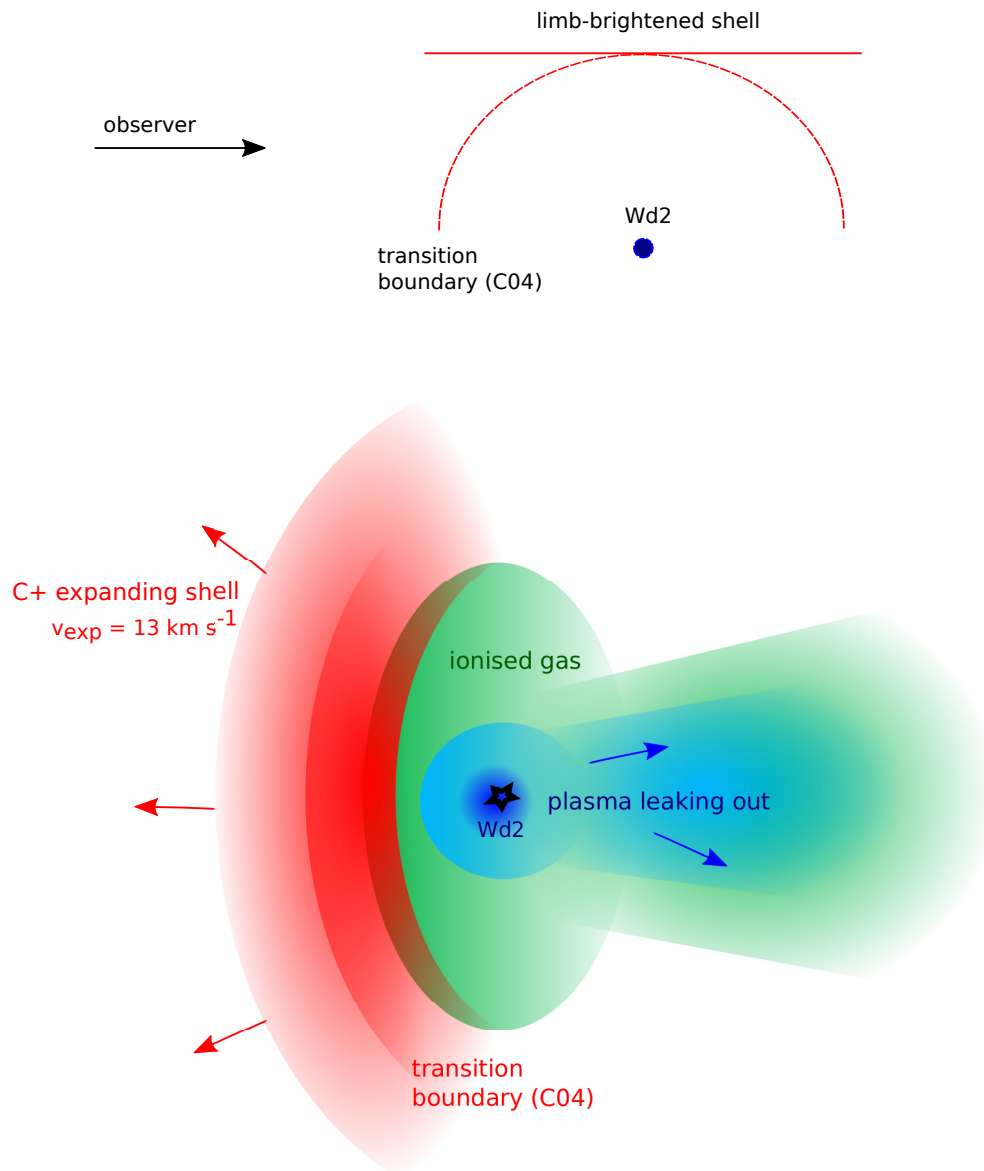 limb-brightened shell
observer
Wd2
transition
boundary (C04)
C+ expanding shell
vexp = 13 km s-1
ionised gas
plasma leaking out
Wd2
transition
boundary (C04)